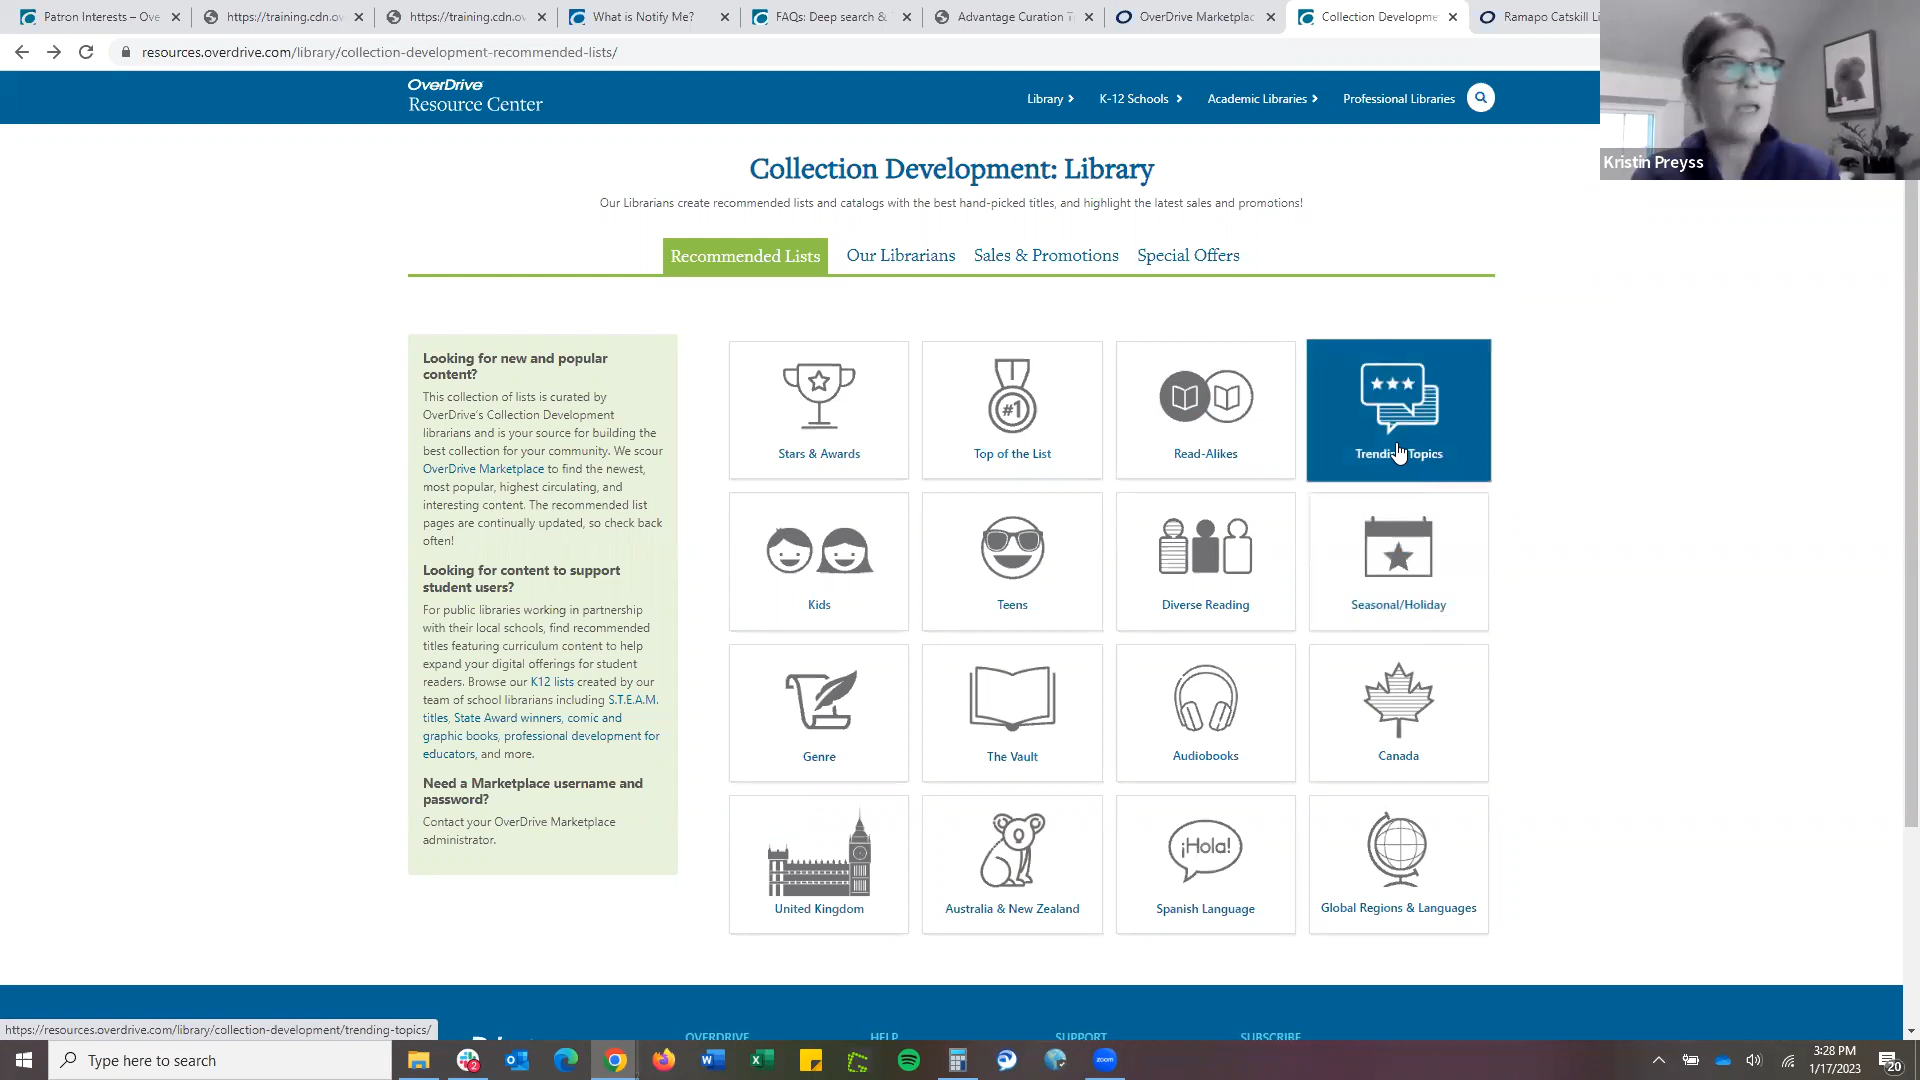 Patron Interests – Ove
https://training.cdn.ov
https://training.cdn.ov
What is Notify Me?
FAQs: Deep search &
Advantage Curation T
OverDrive Marketplac
Collection Developme
Ramapo Catskill Li
resources.overdrive.com/library/collection-development-recommended-lists/
OverDrive
Resource Center
Library
K-12 Schools
Academic Libraries
Professional Libraries
Kristin Preyss
Collection Development: Library
Our Librarians create recommended lists and catalogs with the best hand-picked titles, and highlight the latest sales and promotions!
Recommended Lists
Our Librarians
Sales & Promotions
Special Offers
Looking for new and popular
content?
This collection of lists is curated by
OverDrive's Collection Development
librarians and is your source for building the
best collection for your community. We scour
OverDrive Marketplace to find the newest,
most popular, highest circulating, and
interesting content. The recommended list
pages are continually updated, so check back
often!
Looking for content to support
student users?
For public libraries working in partnership
with their local schools, find recommended
titles featuring curriculum content to help
expand your digital offerings for student
readers. Browse our K12 lists created by our
team of school librarians including S.T.E.A.M.
titles, State Award winners, comic and
graphic books, professional development for
educators, and more.
Need a Marketplace username and
password?
Contact your OverDrive Marketplace
administrator.
Stars & Awards
#1
Top of the List
Read-Alikes
Trending Topics
Kids
Teens
Diverse Reading
Seasonal/Holiday
Genre
The Vault
Audiobooks
Canada
United Kingdom
Australia & New Zealand
¡Hola!
Spanish Language
Global Regions & Languages
https://resources.overdrive.com/library/collection-development/trending-topics/
OVERDRIVE
HELP
SUPPORT
SUBSCRIBE
Type here to search
2
zoom
3:28 PM
1/17/2023
20